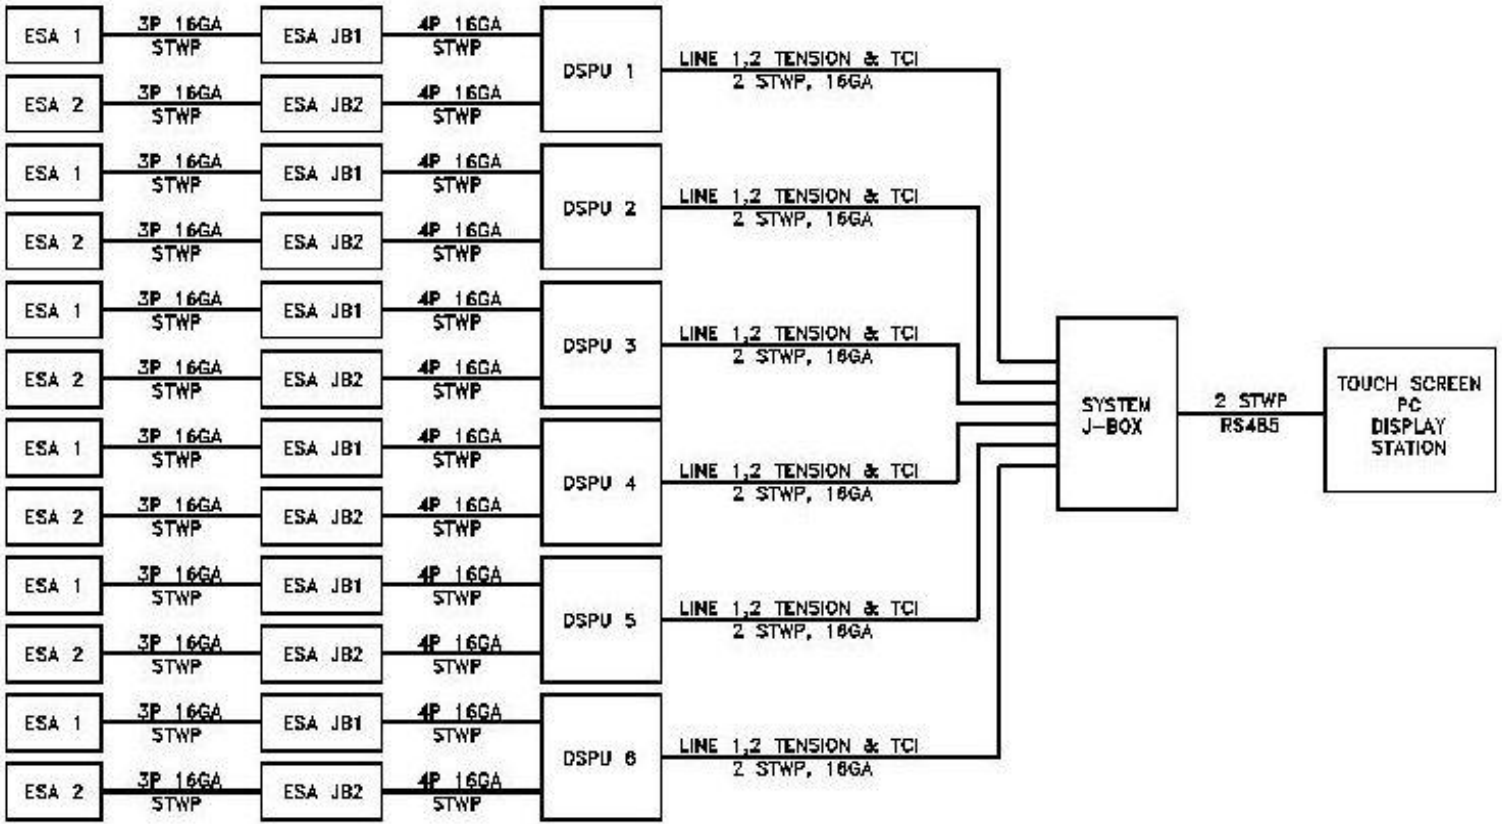 ESA 1
3P 16GA
STWP
ESA JB1
4P 16GA
STWP
DSPU 1
LINE 1,2 TENSION & TCI
2 STWP, 16GA
ESA 2
3P 16GA
STWP
ESA JB2
4P 16GA
STWP
ESA 1
3P 16GA
STWP
ESA JB1
4P 16GA
STWP
DSPU 2
LINE 1,2 TENSION & TCI
2 STWP, 16GA
ESA 2
3P 16GA
STWP
ESA JB2
4P 16GA
STWP
ESA 1
3P 16GA
STWP
ESA JB1
4P 16GA
STWP
DSPU 3
LINE 1,2 TENSION & TCI
2 STWP, 16GA
ESA 2
3P 16GA
STWP
ESA JB2
4P 16GA
STWP
ESA 1
3P 16GA
STWP
ESA JB1
4P 16GA
STWP
DSPU 4
LINE 1,2 TENSION & TCI
2 STWP, 16GA
ESA 2
3P 16GA
STWP
ESA JB2
4P 16GA
STWP
ESA 1
3P 16GA
STWP
ESA JB1
4P 16GA
STWP
DSPU 5
LINE 1,2 TENSION & TCI
2 STWP, 16GA
ESA 2
3P 16GA
STWP
ESA JB2
4P 16GA
STWP
ESA 1
3P 16GA
STWP
ESA JB1
4P 16GA
STWP
DSPU 6
LINE 1,2 TENSION & TCI
2 STWP, 16GA
ESA 2
3P 16GA
STWP
ESA JB2
4P 16GA
STWP
SYSTEM
J-BOX
2 STWP
RS485
TOUCH SCREEN
PC
DISPLAY
STATION